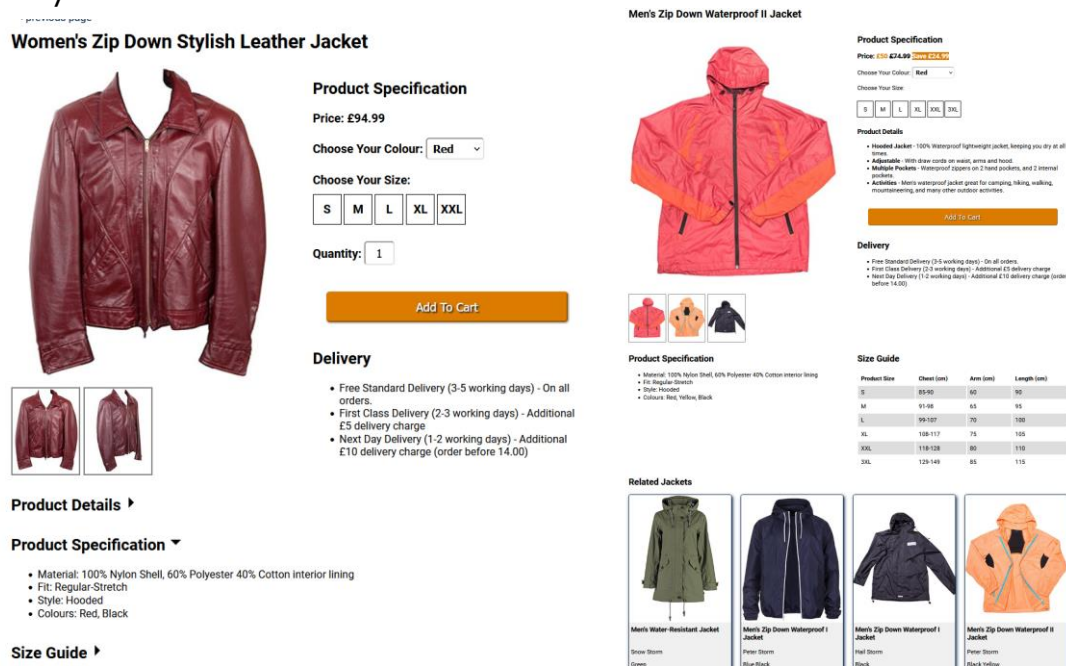 previous page
Women's Zip Down Stylish Leather Jacket
Product Specification
Price: £94.99
Choose Your Colour: Red
Choose Your Size:
S M L XL XXL
Quantity: 1
Add To Cart
Delivery
• Free Standard Delivery (3-5 working days) - On all
orders.
• First Class Delivery (2-3 working days) - Additional
£5 delivery charge
• Next Day Delivery (1-2 working days) - Additional
£10 delivery charge (order before 14.00)
Product Details
Product Specification
• Material: 100% Nylon Shell, 60% Polyester 40% Cotton interior lining
• Fit: Regular-Stretch
• Style: Hooded
• Colours: Red, Black
Size Guide
Men's Zip Down Waterproof II Jacket
Product Specification
Price: £50 £74.99 Save £24.99
Choose Your Colour: Red
Choose Your Size:
S M L XL XXL 3XL
Product Details
• Hooded Jacket - 100% Waterproof lightweight jacket, keeping you dry at all
times.
• Adjustable - With draw cords on waist, arms and hood.
• Multiple Pockets - Waterproof zippers on 2 hand pockets, and 2 internal
pockets.
• Activities - Men's waterproof jacket great for camping, hiking, walking,
mountaineering, and many other outdoor activities.
Add To Cart
Delivery
• Free Standard Delivery (3-5 working days) - On all orders.
• First Class Delivery (2-3 working days) - Additional £5 delivery charge
• Next Day Delivery (1-2 working days) - Additional £10 delivery charge (order
before 14.00)
Product Specification
• Material: 100% Nylon Shell, 60% Polyester 40% Cotton interior lining
• Fit: Regular-Stretch
• Style: Hooded
• Colours: Red, Yellow, Black
Size Guide
Product Size Chest (cm) Arm (cm) Length (cm)
S 85-90 60 90
M 91-98 65 95
L 99-107 70 100
XL 108-117 75 105
XXL 118-128 80 110
3XL 129-149 85 115
Related Jackets
Men's Water-Resistant Jacket
Snow Storm
Green
Men's Zip Down Waterproof I
Jacket
Peter Storm
Blue Black
Men's Zip Down Waterproof I
Jacket
Hail Storm
Black
Men's Zip Down Waterproof II
Jacket
Peter Storm
Black Yellow